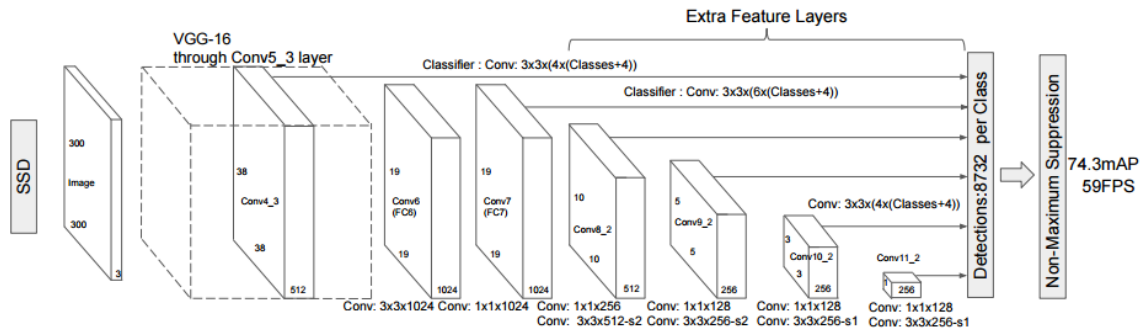 Extra Feature Layers
VGG-16
through Conv5_3 layer
Classifier : Conv: 3x3x(4x(Classes+4))
Classifier : Conv: 3x3x(6x(Classes+4))
SSD
300
Image
300
3
38
Conv4_3
38
512
19
Conv6
(FC6)
19
1024
19
Conv7
(FC7)
19
1024
10
Conv8_2
10
512
5
Conv9_2
5
256
Conv: 3x3x(4x(Classes+4))
3
Conv10_2
3
256
Conv11_2
1
256
Detections:8732 per Class
Non-Maximum Suppression
74.3mAP
59FPS
Conv: 3x3x1024
Conv: 1x1x1024
Conv: 1x1x256
Conv: 3x3x512-s2
Conv: 1x1x128
Conv: 3x3x256-s2
Conv: 1x1x128
Conv: 3x3x256-s1
Conv: 1x1x128
Conv: 3x3x256-s1